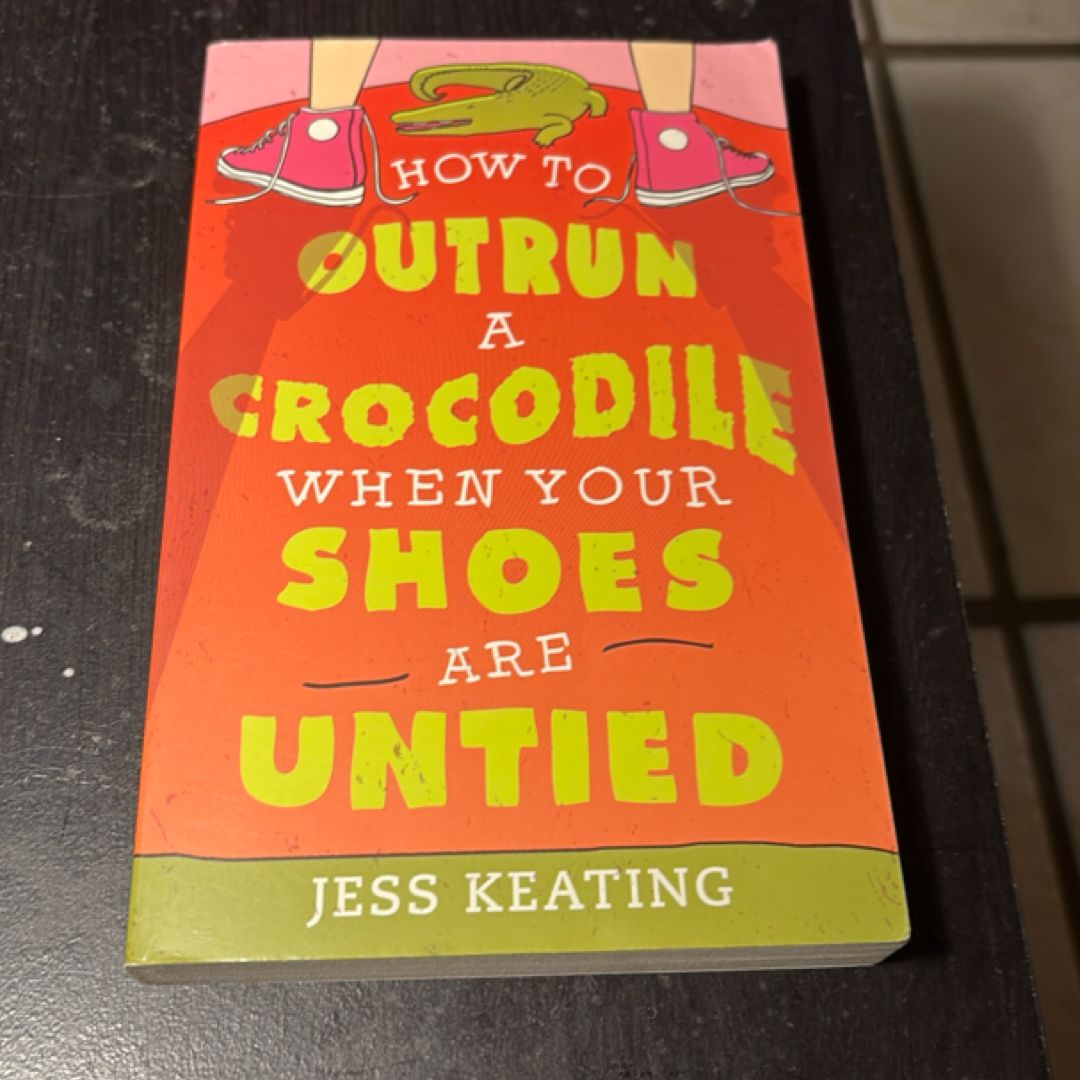 HOW TO
OUTRUN
A
CROCODILE
WHEN YOUR
SHOES
ARE
UNTIED
JESS KEATING